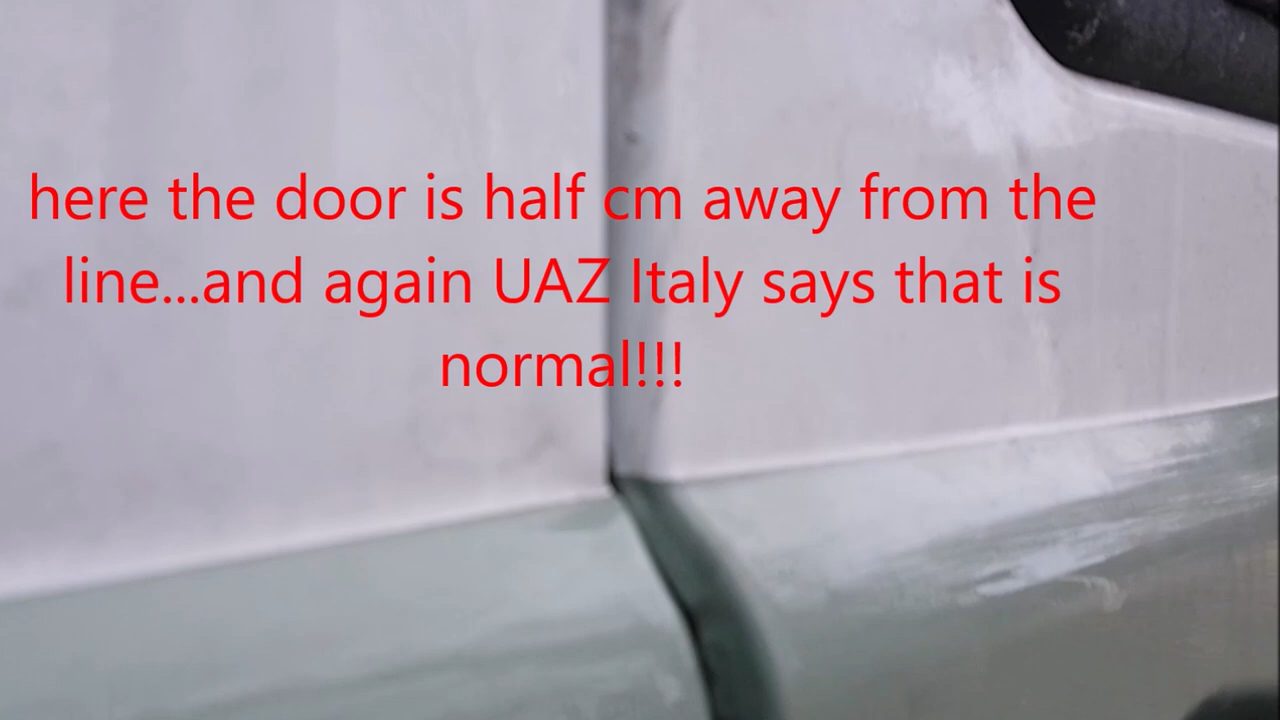 here the door is half cm away from the
line...and again UAZ Italy says that is
normal!!!